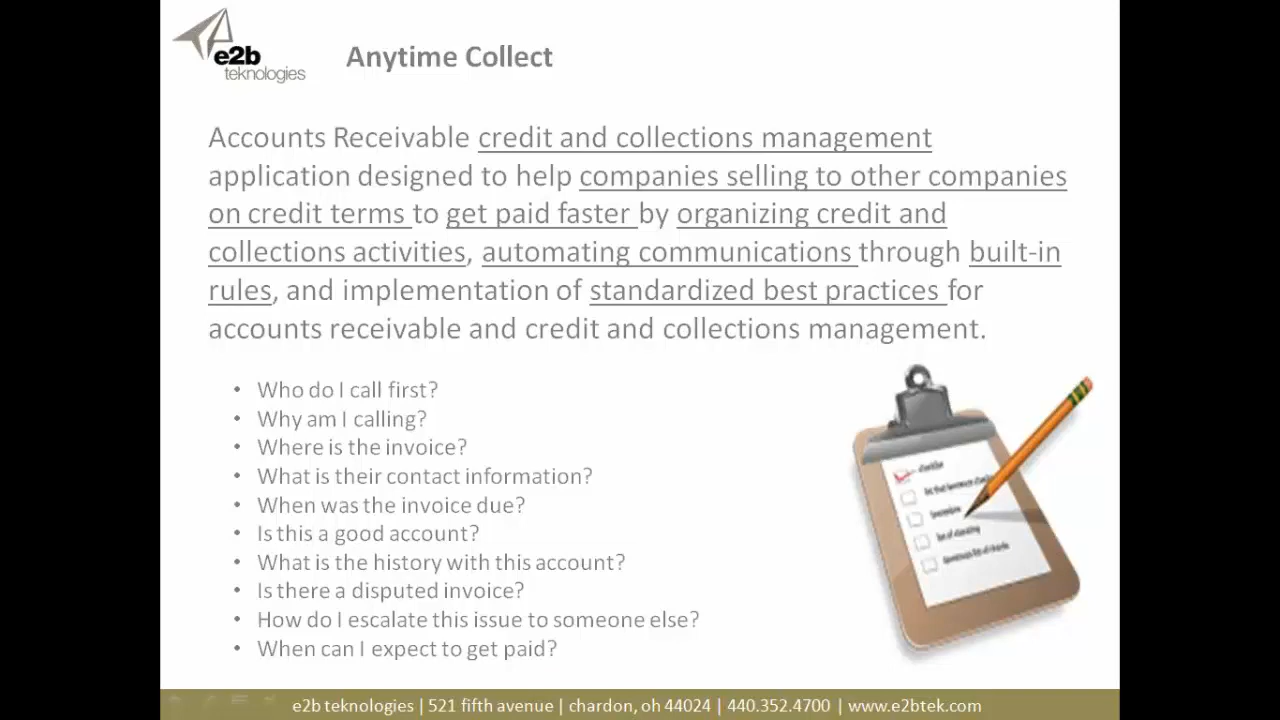 e2b
teknologies
Anytime Collect
Accounts Receivable credit and collections management
application designed to help companies selling to other companies
on credit terms to get paid faster by organizing credit and
collections activities, automating communications through built-in
rules, and implementation of standardized best practices for
accounts receivable and credit and collections management.
• Who do I call first?
• Why am I calling?
• Where is the invoice?
• What is their contact information?
• When was the invoice due?
• Is this a good account?
• What is the history with this account?
• Is there a disputed invoice?
• How do I escalate this issue to someone else?
• When can I expect to get paid?
checklist
e2b teknologies | 521 fifth avenue | chardon, oh 44024 | 440.352.4700 | www.e2btek.com